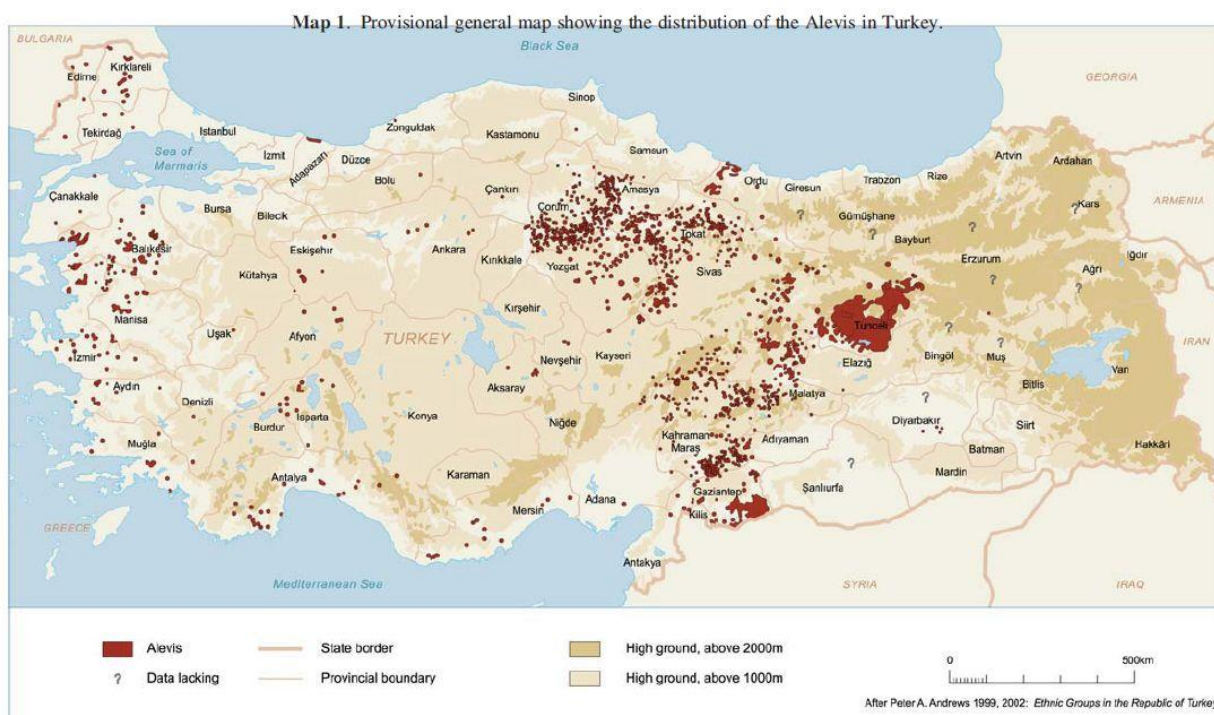 Map 1. Provisional general map showing the distribution of the Alevis in Turkey.
BULGARIA
Black Sea
GEORGIA
Edirne
Kırklareli
Tekirdağ
Istanbul
Sea of
Marmaris
İzmit
Adapazarı
Düzce
Zonguldak
Bolu
Kastamonu
Sinop
Samsun
Çankırı
Çorum
Amasya
Ordu
Giresun
Trabzon
Rize
Artvin
Ardahan
Kars
ARMENIA
Çanakkale
Bursa
Bilecik
Balıkesir
Eskişehir
Kütahya
Ankara
Kırıkkale
Yozgat
Tokat
Sivas
Gümüşhane
Bayburt
Erzurum
Ağrı
Iğdır
Manisa
Uşak
Afyon
TURKEY
Kırşehir
Nevşehir
Kayseri
Tunceli
Elazığ
Bingöl
Muş
Bitlis
Van
IRAN
İzmir
Aydın
Denizli
Burdur
Isparta
Konya
Aksaray
Niğde
Malatya
Diyarbakır
Siirt
Batman
Hakkâri
Muğla
Antalya
Karaman
Mersin
Adana
Kahraman
Maraş
Adıyaman
Gaziantep
Kilis
Şanlıurfa
Mardin
Antakya
GREECE
Mediterranean Sea
SYRIA
IRAQ
Alevis
State border
High ground, above 2000m
? Data lacking
Provincial boundary
High ground, above 1000m
0 500km
After Peter A. Andrews 1999, 2002: Ethnic Groups in the Republic of Turkey